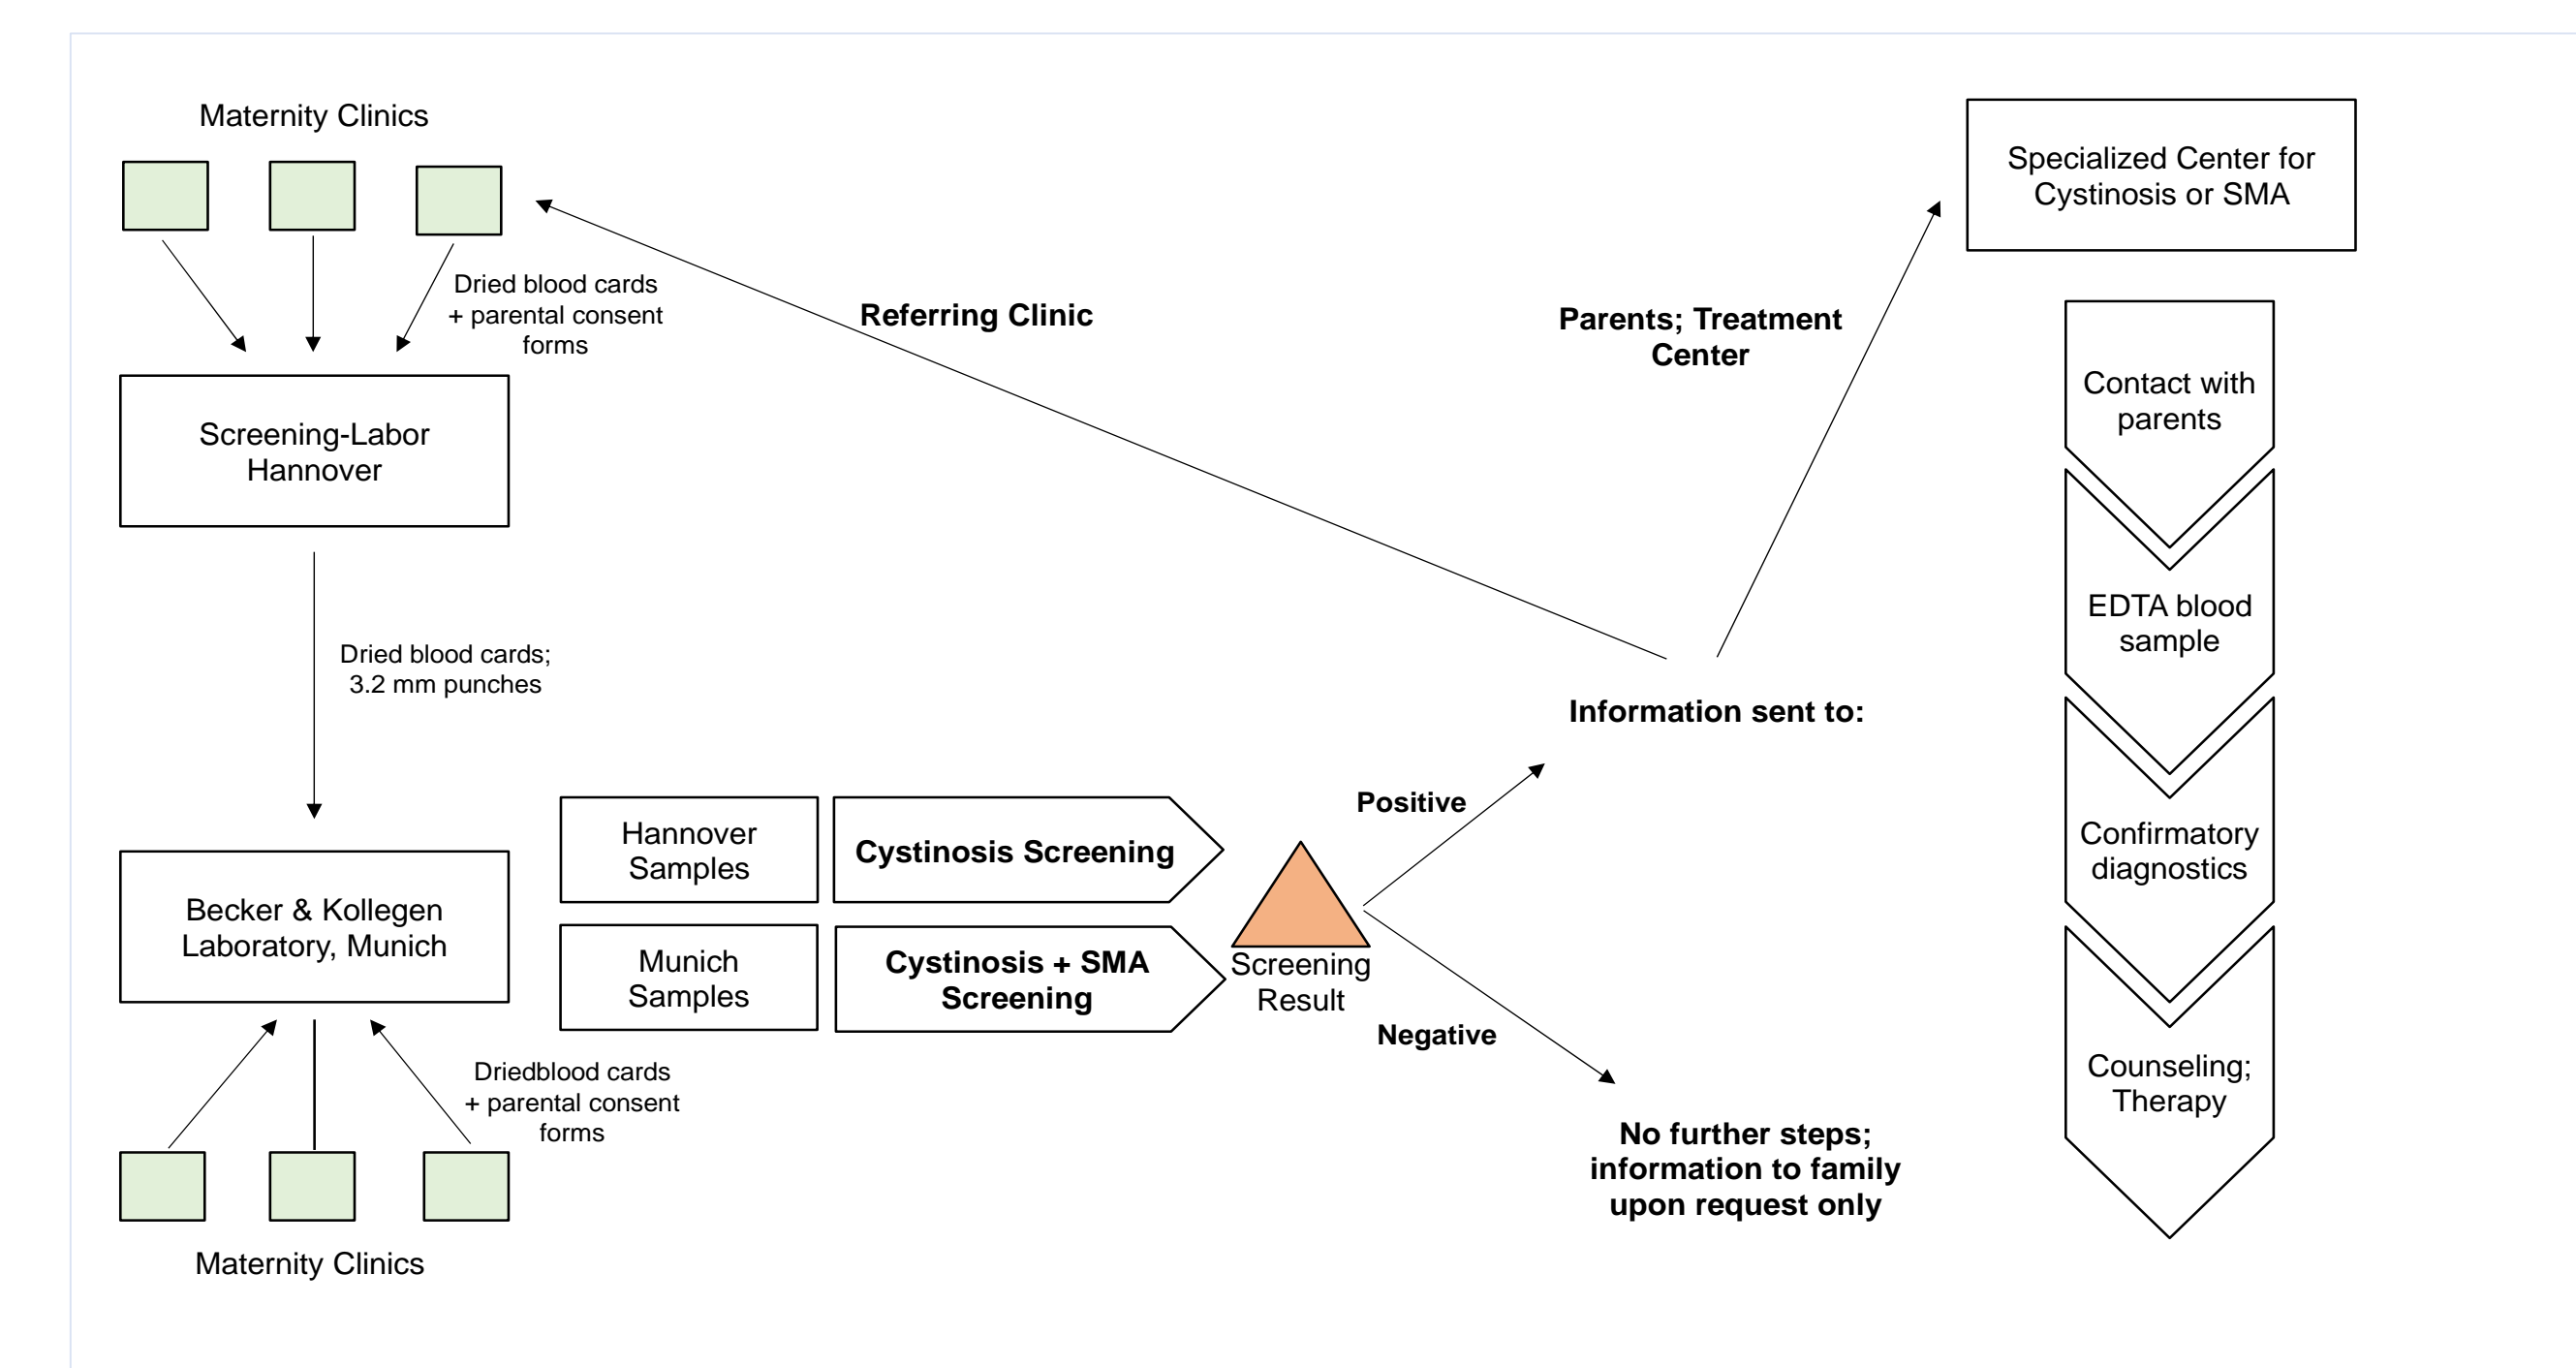 Maternity Clinics
Dried blood cards
+ parental consent
forms
Screening-Labor
Hannover
Dried blood cards;
3.2 mm punches
Becker & Kollegen
Laboratory, Munich
Driedblood cards
+ parental consent
forms
Maternity Clinics
Hannover
Samples
Cystinosis Screening
Munich
Samples
Cystinosis + SMA
Screening
Screening
Result
Positive
Negative
Information sent to:
No further steps;
information to family
upon request only
Referring Clinic
Parents; Treatment
Center
Specialized Center for
Cystinosis or SMA
Contact with
parents
EDTA blood
sample
Confirmatory
diagnostics
Counseling;
Therapy